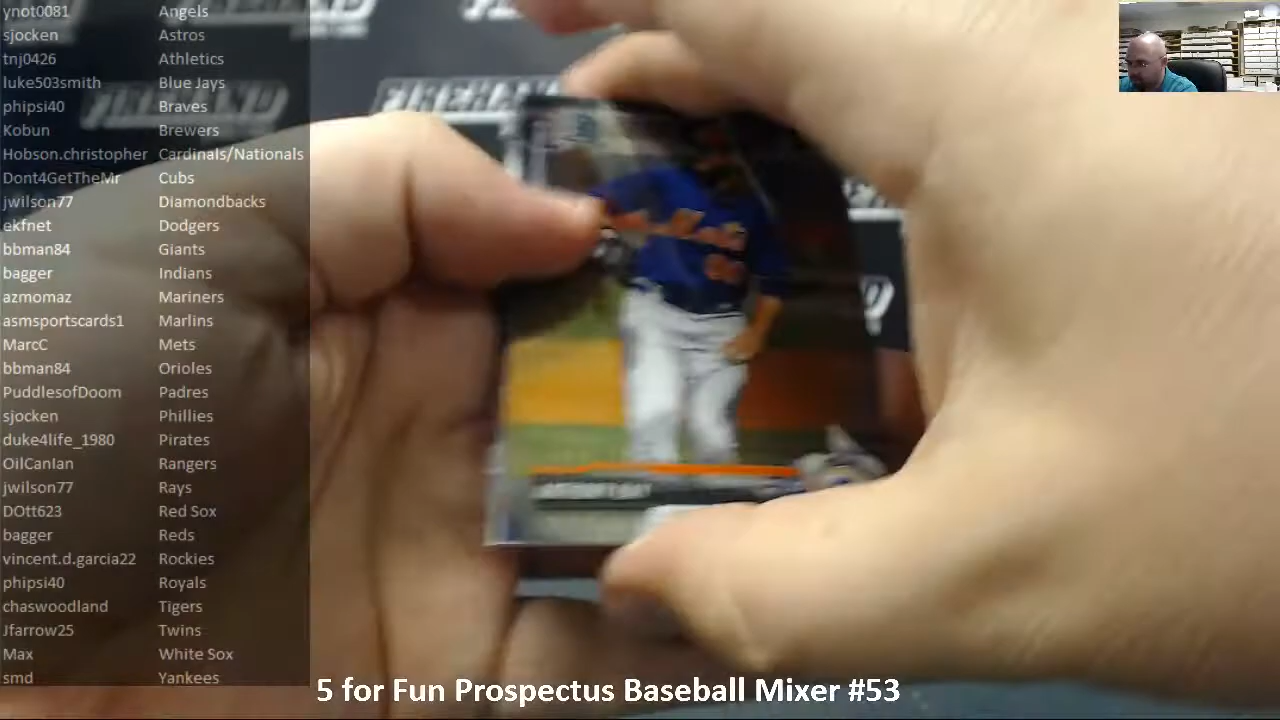 ynot0081 Angels
sjocken Astros
tnj0426 Athletics
luke503smith Blue Jays
phipsi40 Braves
Kobun Brewers
Hobson.christopher Cardinals/Nationals
Dont4GetTheMr Cubs
jwilson77 Diamondbacks
ekfnet Dodgers
bbman84 Giants
bagger Indians
azmomaz Mariners
asmsportscards1 Marlins
MarcC Mets
bbman84 Orioles
PuddlesofDoom Padres
sjocken Phillies
duke4life_1980 Pirates
OilCanIan Rangers
jwilson77 Rays
DOtt623 Red Sox
bagger Reds
vincent.d.garcia22 Rockies
phipsi40 Royals
chaswoodland Tigers
Jfarrow25 Twins
Max White Sox
smd Yankees
FIREHAND
FIREHAND
Mets
5 for Fun Prospectus Baseball Mixer #53